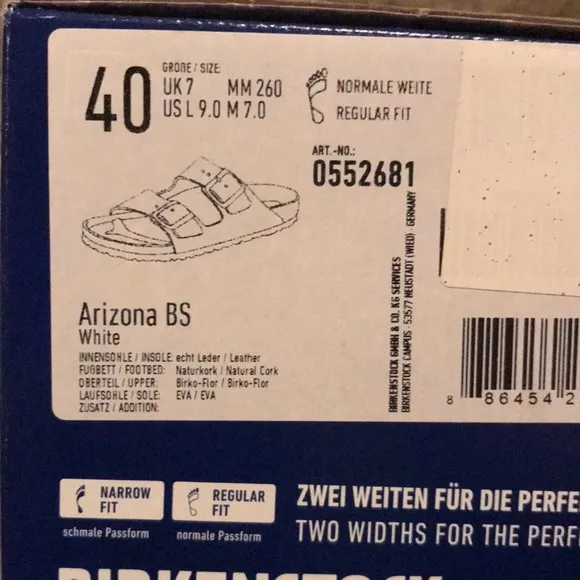 40
GRÖßE / SIZE
UK 7 MM 260
US L 9.0 M 7.0
NORMALE WEITE
REGULAR FIT
ART.-NO.:
0552681
Arizona BS
White
INNENSOHLE / INSOLE: echt Leder / Leather
FUßBETT / FOOTBED: Naturkork / Natural Cork
OBERTEIL / UPPER: Birko-Flor / Birko-Flor
LAUFSOHLE / SOLE: EVA / EVA
ZUSATZ / ADDITION:
BIRKENSTOCK GMBH & CO. KG SERVICES
BIRKENSTOCK CAMPUS · 53577 NEUSTADT (WIED) · GERMANY
8 86454 2
NARROW
FIT
schmale Passform
REGULAR
FIT
normale Passform
ZWEI WEITEN FÜR DIE PERFE
TWO WIDTHS FOR THE PERF
BIRKENSTOCK